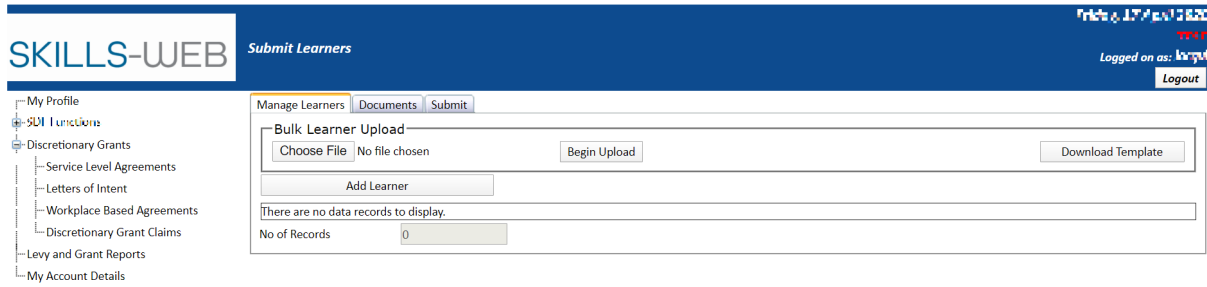 SKILLS-WEB
Submit Learners
Logged on as:
Logout
My Profile
SDF Functions
Discretionary Grants
Service Level Agreements
Letters of Intent
Workplace Based Agreements
Discretionary Grant Claims
Levy and Grant Reports
My Account Details
Manage Learners Documents Submit
Bulk Learner Upload
Choose File No file chosen Begin Upload Download Template
Add Learner
There are no data records to display.
No of Records 0